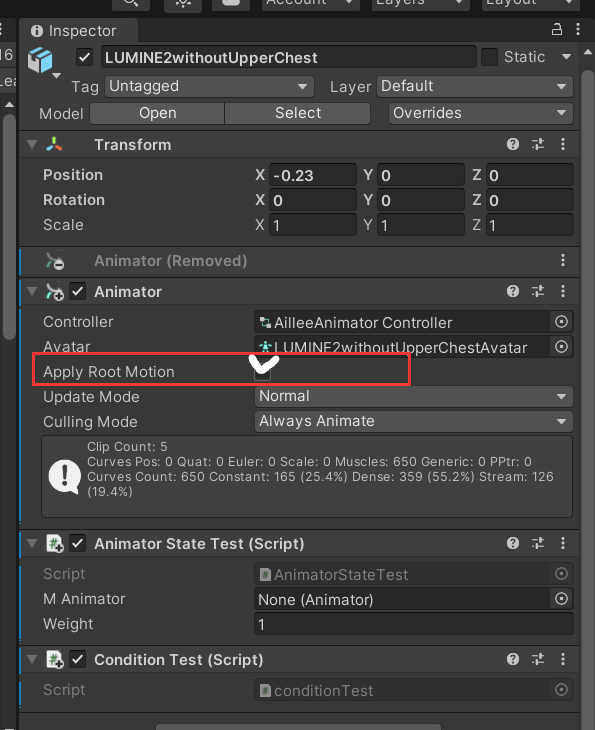 Account
Layers
Layout
Inspector
16
Lea
LUMINE2withoutUpperChest
Static
Tag Untagged Layer Default
Model Open Select Overrides
Transform
Position X -0.23 Y 0 Z 0
Rotation X 0 Y 0 Z 0
Scale X 1 Y 1 Z 1
Animator (Removed)
Animator
Controller AilleeAnimator Controller
Avatar LUMINE2withoutUpperChestAvatar
Apply Root Motion
Update Mode Normal
Culling Mode Always Animate
Clip Count: 5
Curves Pos: 0 Quat: 0 Euler: 0 Scale: 0 Muscles: 650 Generic: 0 PPtr: 0
Curves Count: 650 Constant: 165 (25.4%) Dense: 359 (55.2%) Stream: 126
(19.4%)
Animator State Test (Script)
Script AnimatorStateTest
M Animator None (Animator)
Weight 1
Condition Test (Script)
Script conditionTest